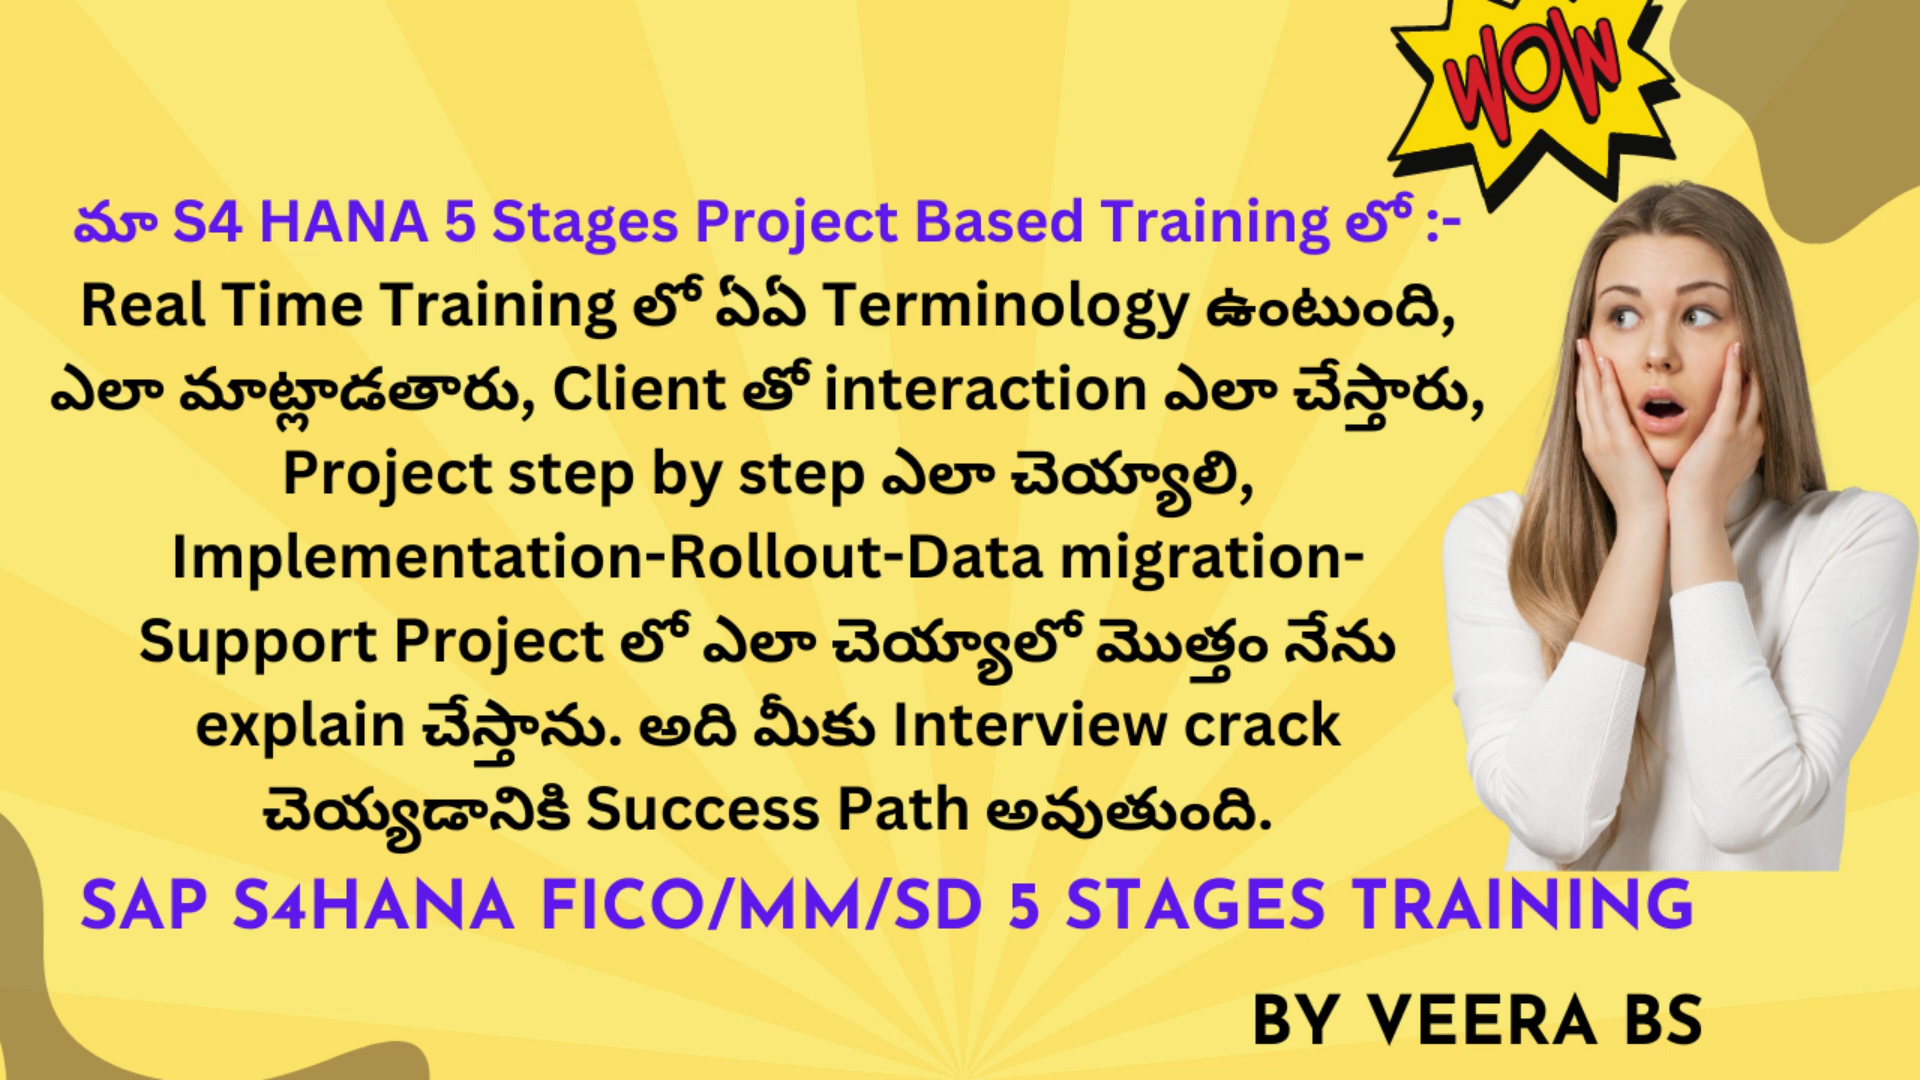 WOW
మా S4 HANA 5 Stages Project Based Training లో :-
Real Time Training లో ఏఏ Terminology ఉంటుంది,
ఎలా మాట్లాడతారు, Client తో interaction ఎలా చేస్తారు,
Project step by step ఎలా చెయ్యాలి,
Implementation-Rollout-Data migration-
Support Project లో ఎలా చెయ్యాలో మొత్తం నేను
explain చేస్తాను. అది మీకు Interview crack
చెయ్యడానికి Success Path అవుతుంది.
SAP S4HANA FICO/MM/SD 5 STAGES TRAINING
BY VEERA BS